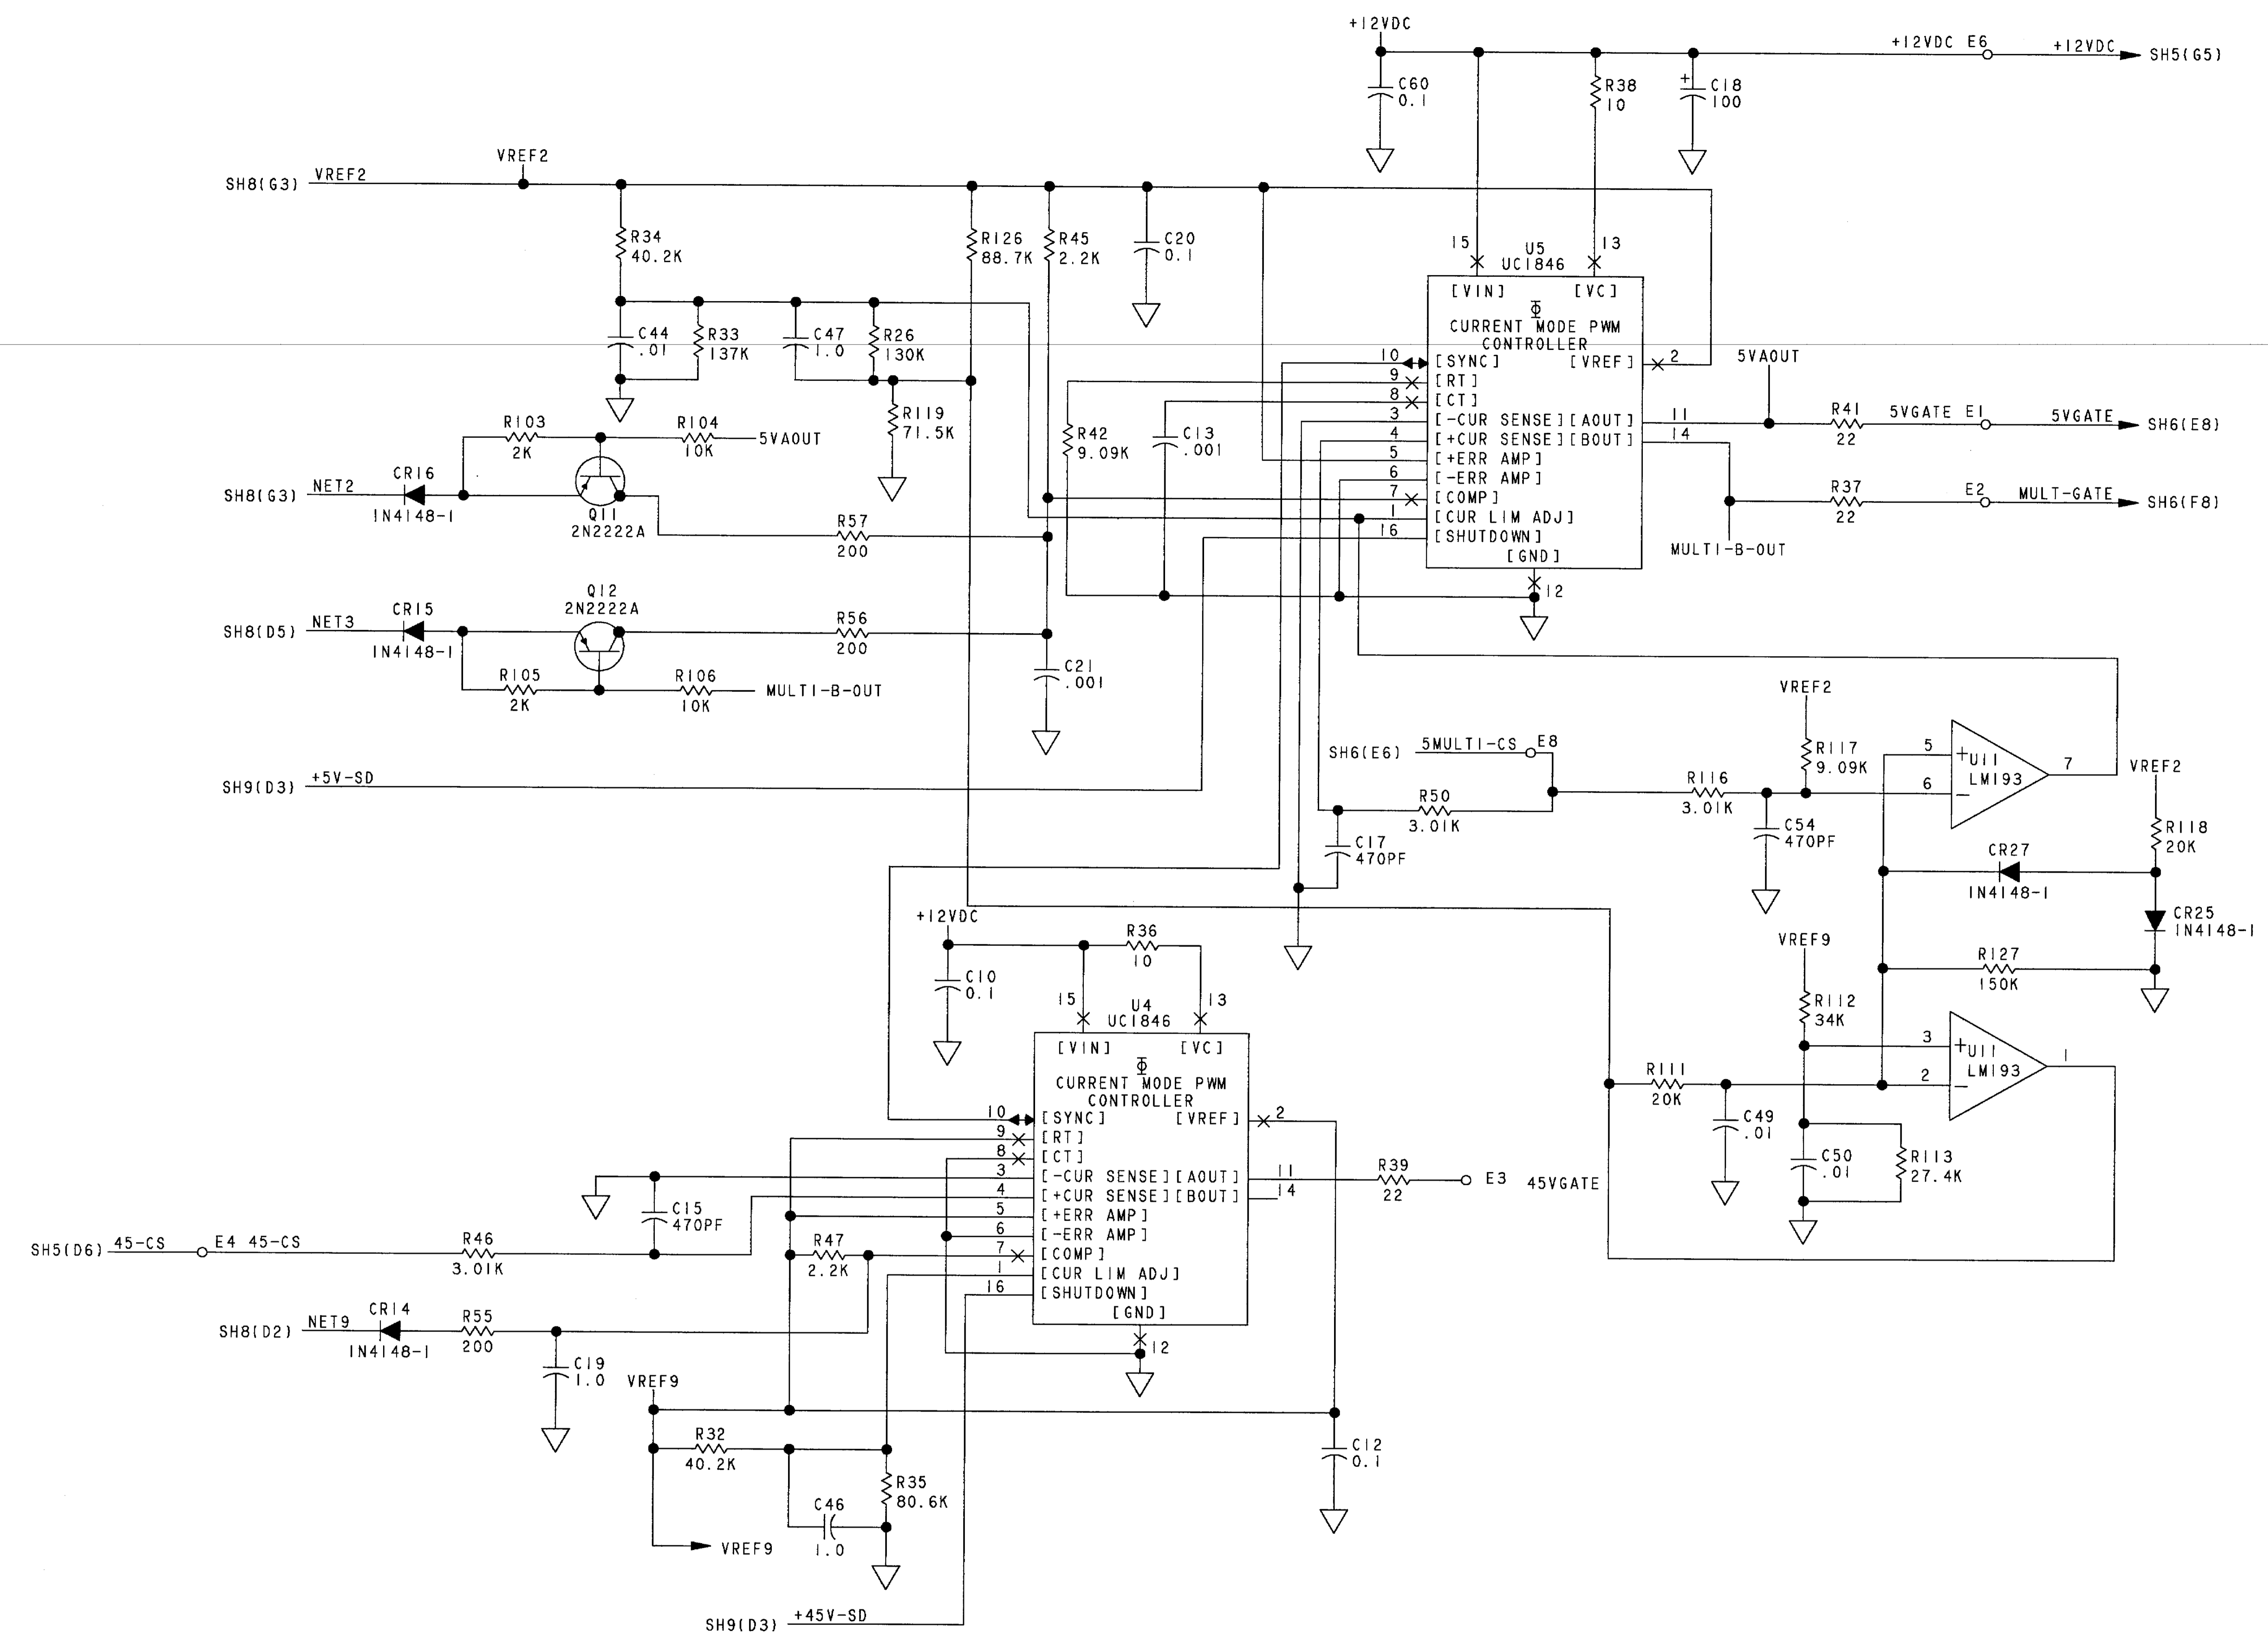 +12VDC
+12VDC E6 +12VDC SH5(G5)
C60
0.1
R38
10
+ C18
100
VREF2
SH8(G3) VREF2
R34
40.2K
R126
88.7K
R45
2.2K
C20
0.1
15 U5 13
UC1846
[VIN] [VC]
Φ
CURRENT MODE PWM
CONTROLLER
C44
.01
R33
137K
C47
1.0
R26
130K
10 [SYNC] [VREF] 2
5VAOUT
9 [RT]
8 [CT]
3 [-CUR SENSE] [AOUT] 11
4 [+CUR SENSE] [BOUT] 14
5 [+ERR AMP]
6 [-ERR AMP]
7 [COMP]
1 [CUR LIM ADJ]
16 [SHUTDOWN]
[GND]
12
R41
22
5VGATE E1 5VGATE SH6(E8)
R37
22
E2 MULT-GATE SH6(F8)
MULTI-B-OUT
R119
71.5K
R42
9.09K
C13
.001
R103
2K
R104
10K
5VAOUT
SH8(G3) NET2
CR16
1N4148-1
Q11
2N2222A
R57
200
Q12
2N2222A
SH8(D5) NET3
CR15
1N4148-1
R56
200
R105
2K
R106
10K
MULTI-B-OUT
C21
.001
SH9(D3) +5V-SD
SH6(E6) 5MULTI-CS E8
VREF2
R117
9.09K
R116
3.01K
R50
3.01K
C17
470PF
C54
470PF
5 + U11
LM193
6 −
7
VREF2
R118
20K
CR27
1N4148-1
CR25
1N4148-1
R127
150K
VREF9
R112
34K
3 + U11
LM193
2 −
1
R111
20K
C49
.01
C50
.01
R113
27.4K
+12VDC
R36
10
C10
0.1
15 U4 13
UC1846
[VIN] [VC]
Φ
CURRENT MODE PWM
CONTROLLER
10 [SYNC] [VREF] 2
9 [RT]
8 [CT]
3 [-CUR SENSE] [AOUT] 11
4 [+CUR SENSE] [BOUT] 14
5 [+ERR AMP]
6 [-ERR AMP]
7 [COMP]
1 [CUR LIM ADJ]
16 [SHUTDOWN]
[GND]
12
R39
22
E3 45VGATE
C15
470PF
SH5(D6) 45-CS E4 45-CS
R46
3.01K
R47
2.2K
SH8(D2) NET9
CR14
1N4148-1
R55
200
C19
1.0
VREF9
R32
40.2K
R35
80.6K
C46
1.0
C12
0.1
VREF9
SH9(D3) +45V-SD